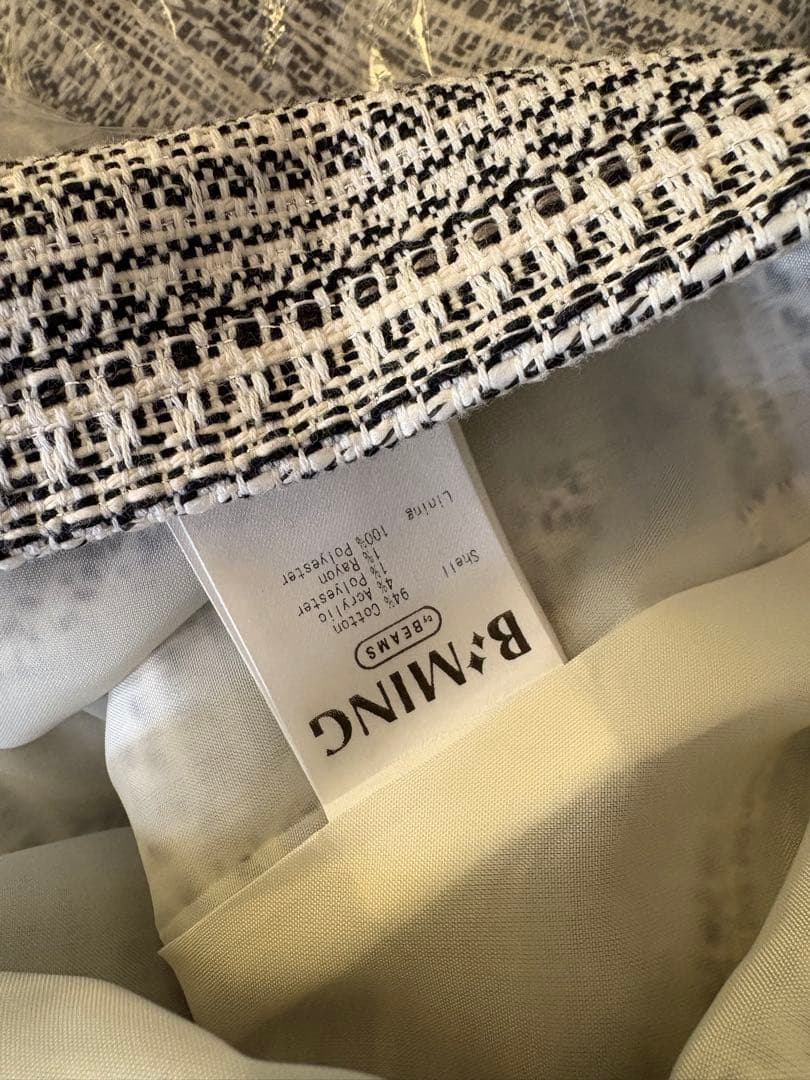 B:MING
by BEAMS
Shell 94% Cotton
4% Acrylic
1% Polyester
1% Rayon
Lining 100% Polyester